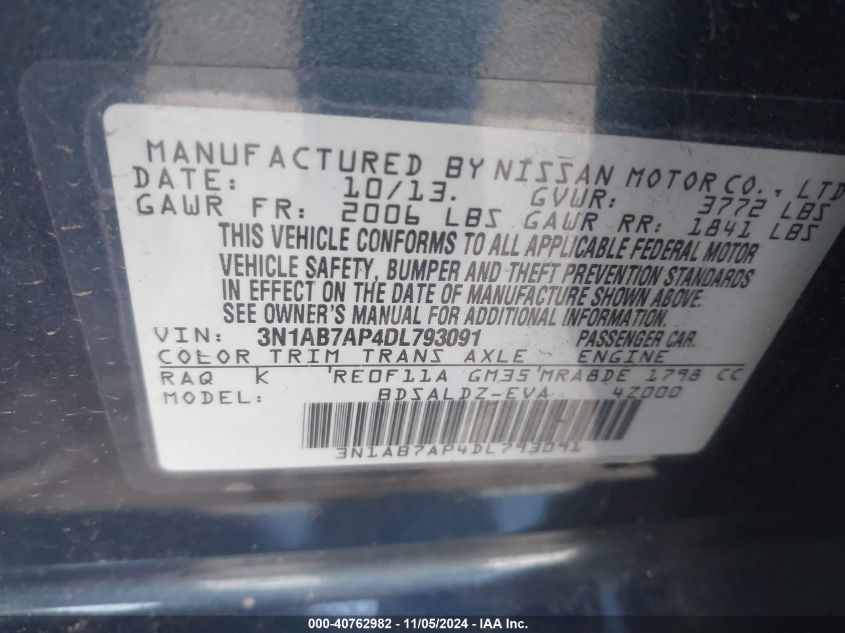 MANUFACTURED BY NISSAN MOTOR CO., LTD
DATE: 10/13. GVWR: 3772 LBS
GAWR FR: 2006 LBS GAWR RR: 1841 LBS
THIS VEHICLE CONFORMS TO ALL APPLICABLE FEDERAL MOTOR
VEHICLE SAFETY, BUMPER AND THEFT PREVENTION STANDARDS
IN EFFECT ON THE DATE OF MANUFACTURE SHOWN ABOVE.
SEE OWNER'S MANUAL FOR ADDITIONAL INFORMATION.
VIN: 3N1AB7AP4DL793091 PASSENGER CAR.
COLOR TRIM TRANS AXLE ENGINE
RAQ K RE0F11A GM35 MRA8DE 1798 CC
MODEL: BDSALDZ-EVA 4Z000
3N1AB7AP4DL793091
000-40762982 - 11/05/2024 - IAA Inc.